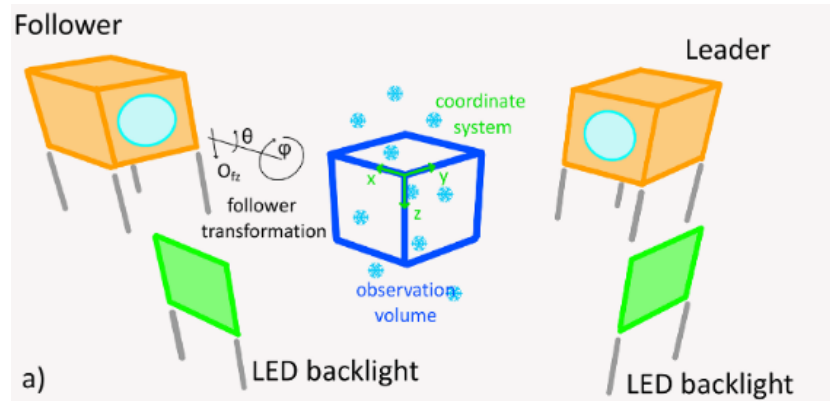 Follower
Leader
coordinate
system
θ
φ
O_fz
x
y
z
follower
transformation
observation
volume
LED backlight
LED backlight
a)